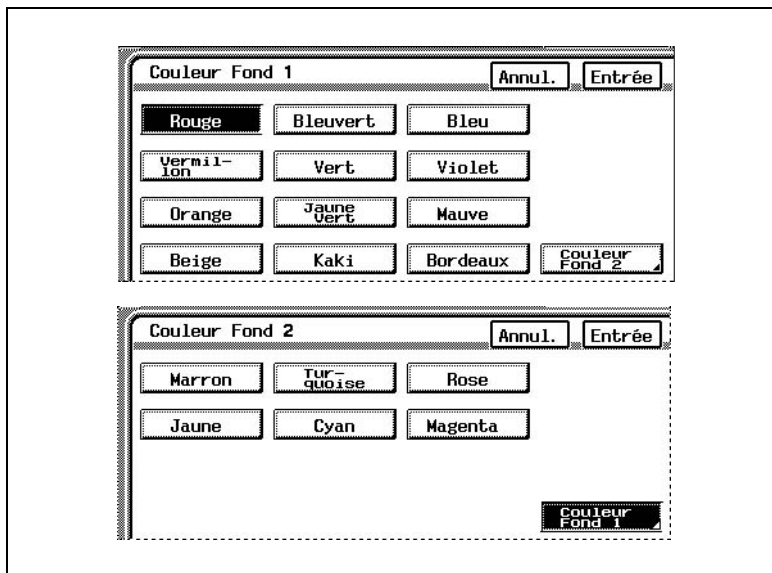 Couleur Fond 1
Annul. Entrée
Rouge Bleuvert Bleu
Vermil-
lon
Vert Violet
Orange
Jaune
Vert
Mauve
Beige Kaki Bordeaux
Couleur
Fond 2
Couleur Fond 2
Annul. Entrée
Marron
Tur-
quoise
Rose
Jaune Cyan Magenta
Couleur
Fond 1